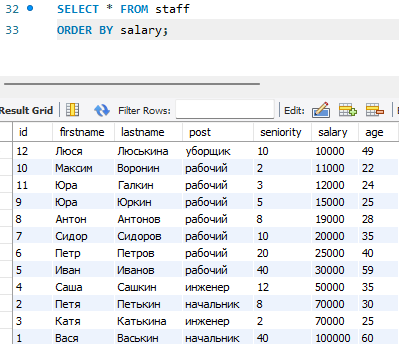 32 SELECT * FROM staff
33 ORDER BY salary;
Result Grid Filter Rows: Edit:
id firstname lastname post seniority salary age
12 Люся Люськина уборщик 10 10000 49
10 Максим Воронин рабочий 2 11000 22
11 Юра Галкин рабочий 3 12000 24
9 Юра Юркин рабочий 5 15000 25
8 Антон Антонов рабочий 8 19000 28
7 Сидор Сидоров рабочий 10 20000 35
6 Петр Петров рабочий 20 25000 40
5 Иван Иванов рабочий 40 30000 59
4 Саша Сашкин инженер 12 50000 35
2 Петя Петькин начальник 8 70000 30
3 Катя Катькина инженер 2 70000 25
1 Вася Васькин начальник 40 100000 60